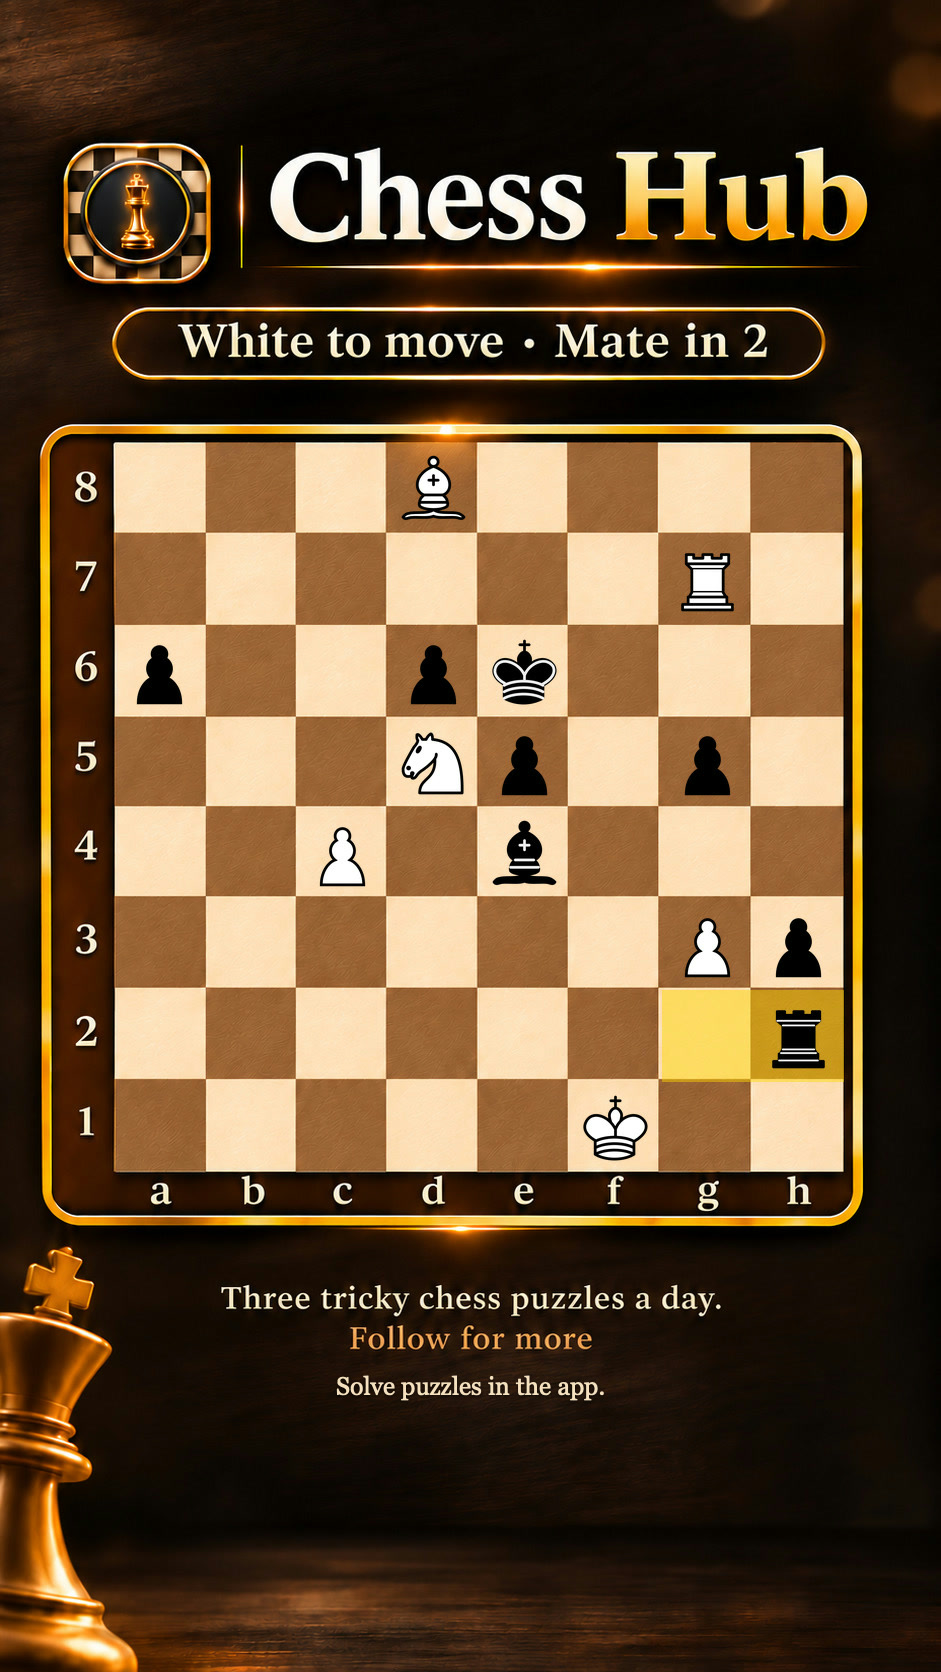 Chess Hub
White to move • Mate in 2
8
7
6
5
4
3
2
1
a b c d e f g h
Three tricky chess puzzles a day.
Follow for more
Solve puzzles in the app.